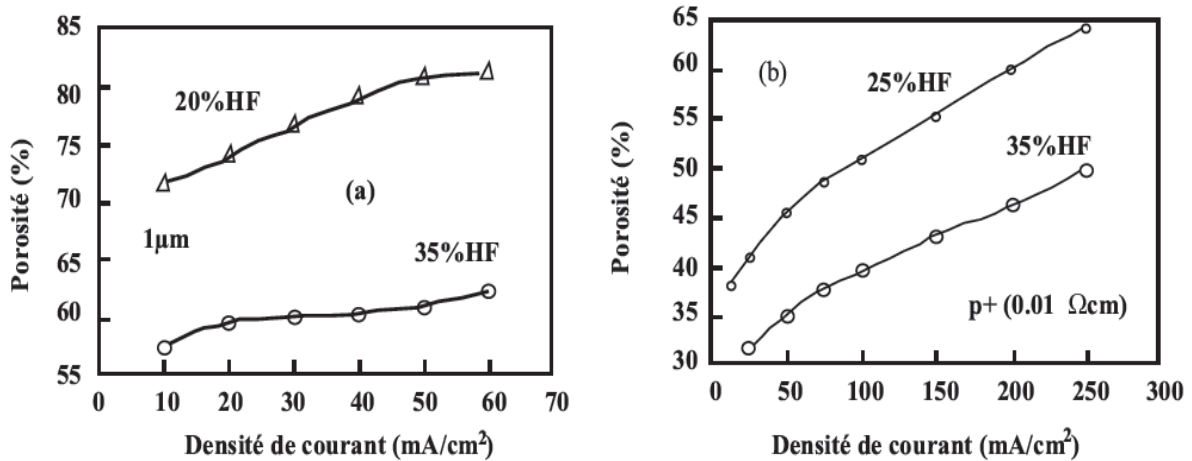 85
80
75
70
65
60
55
Porosité (%)
20%HF
(a)
1µm
35%HF
0 10 20 30 40 50 60 70
Densité de courant (mA/cm²)
65
60
55
50
45
40
35
30
Porosité (%)
(b)
25%HF
35%HF
p+ (0.01 Ωcm)
0 50 100 150 200 250 300
Densité de courant (mA/cm²)